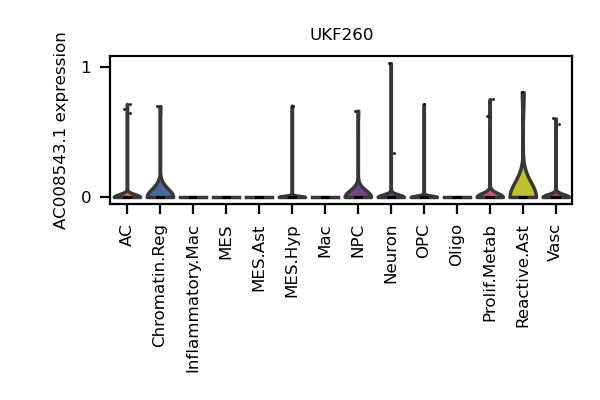 UKF260
AC008543.1 expression
1
0
AC
Chromatin.Reg
Inflammatory.Mac
MES
MES.Ast
MES.Hyp
Mac
NPC
Neuron
OPC
Oligo
Prolif.Metab
Reactive.Ast
Vasc